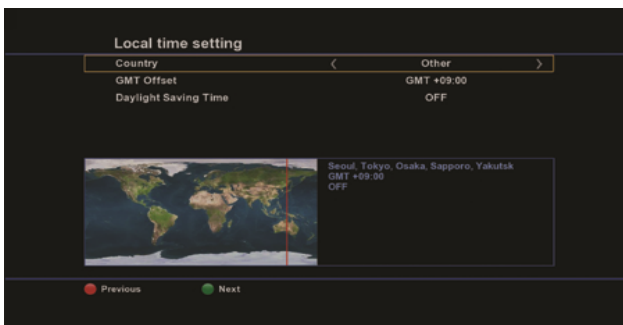 Local time setting
Country < Other >
GMT Offset GMT +09:00
Daylight Saving Time OFF
Seoul, Tokyo, Osaka, Sapporo, Yakutsk
GMT +09:00
OFF
Previous Next